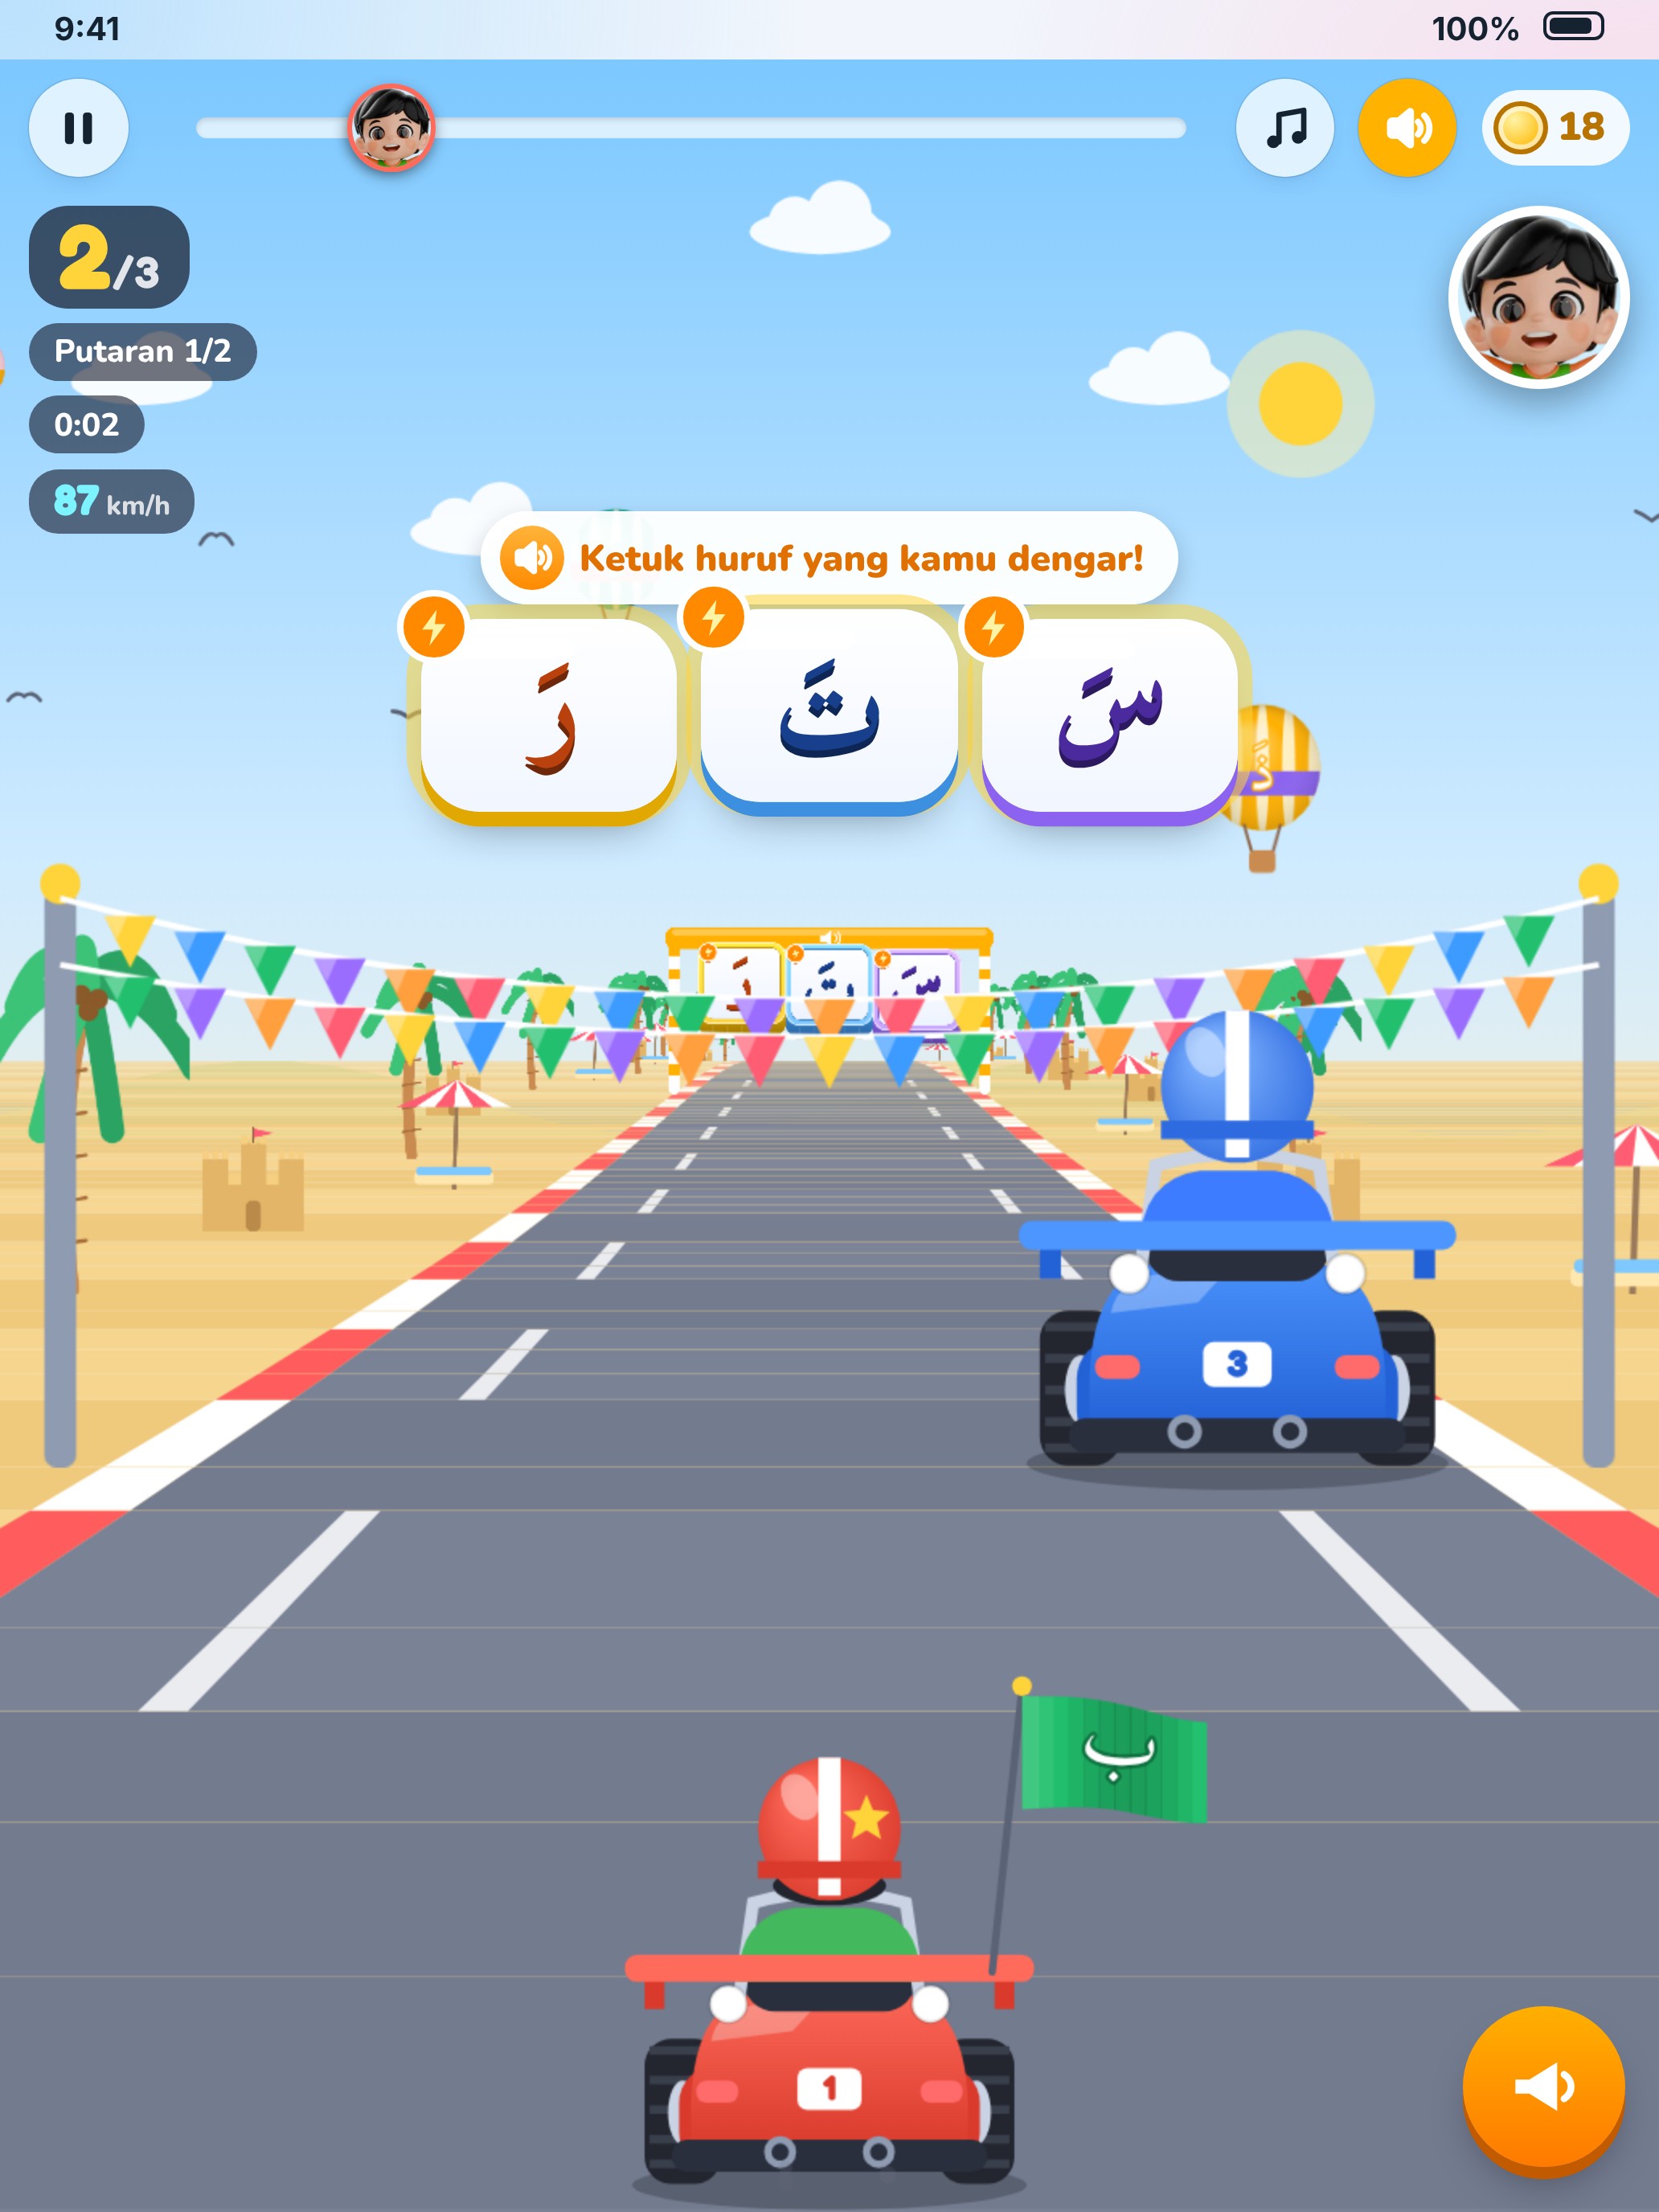 9:41
100%
18
2/3
Putaran 1/2
0:02
87 km/h
Ketuk huruf yang kamu dengar!
رَ
تَ
سَ
رَ تَ سَ
3
ب
1